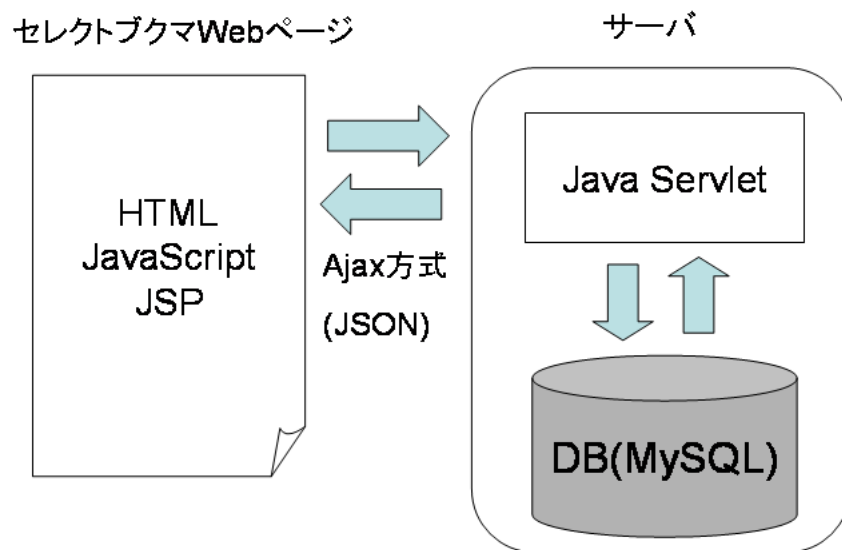 セレクトブクマWebページ
サーバ
HTML
JavaScript
JSP
Ajax方式
(JSON)
Java Servlet
DB(MySQL)